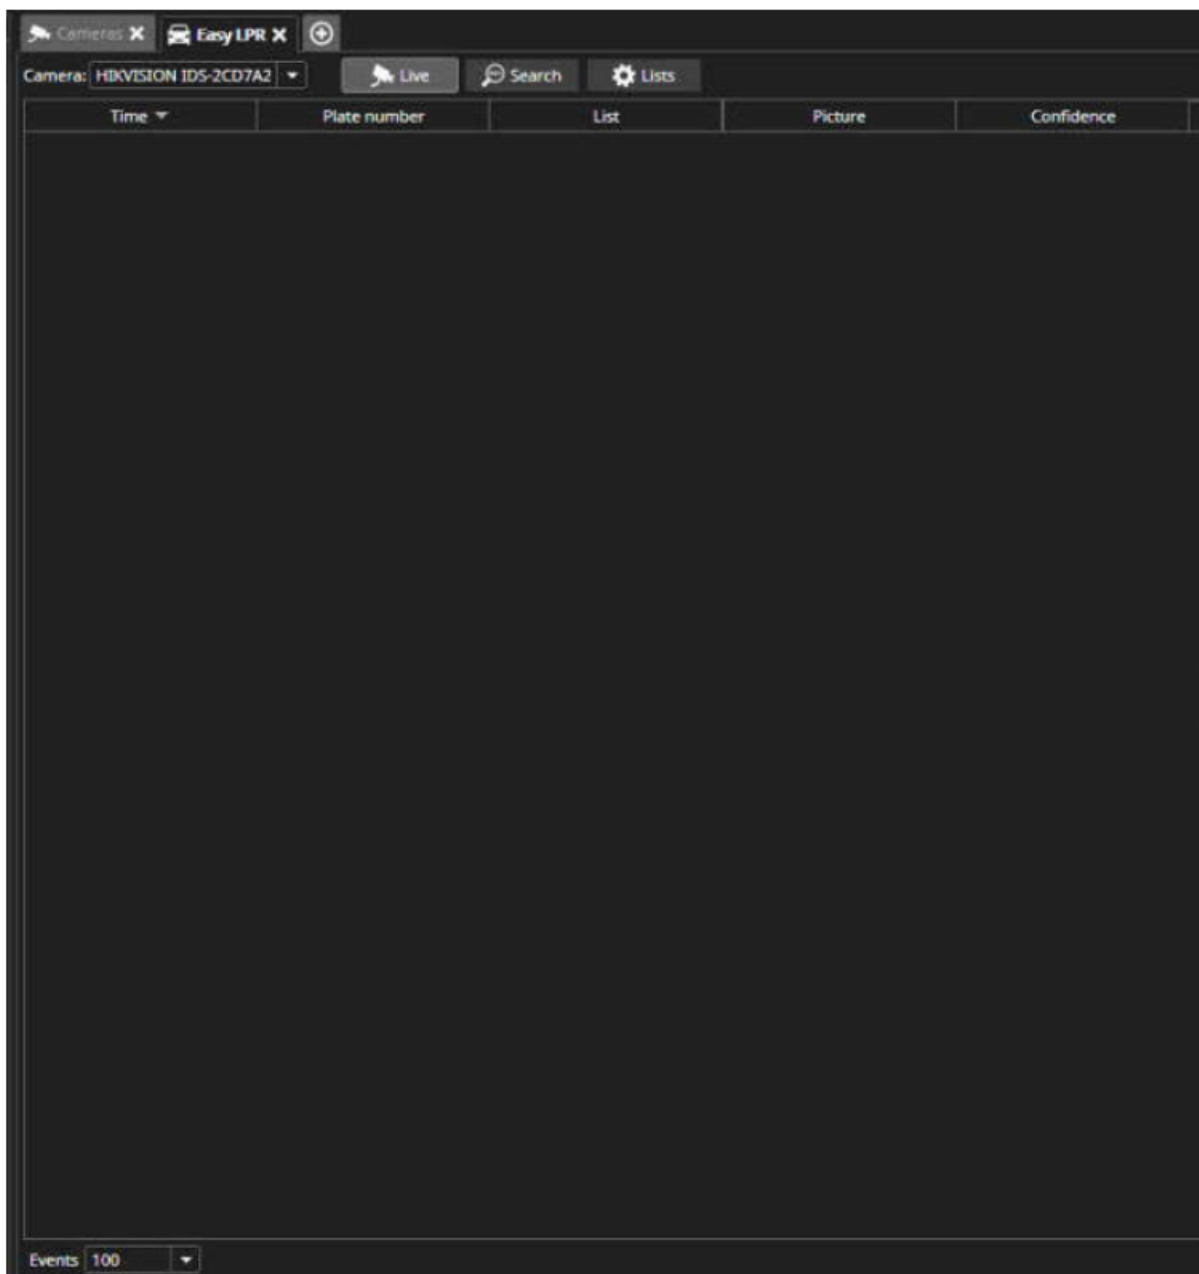 Cameras Easy LPR
Camera: HIKVISION IDS-2CD7A2 Live Search Lists
Time Plate number List Picture Confidence
Events 100